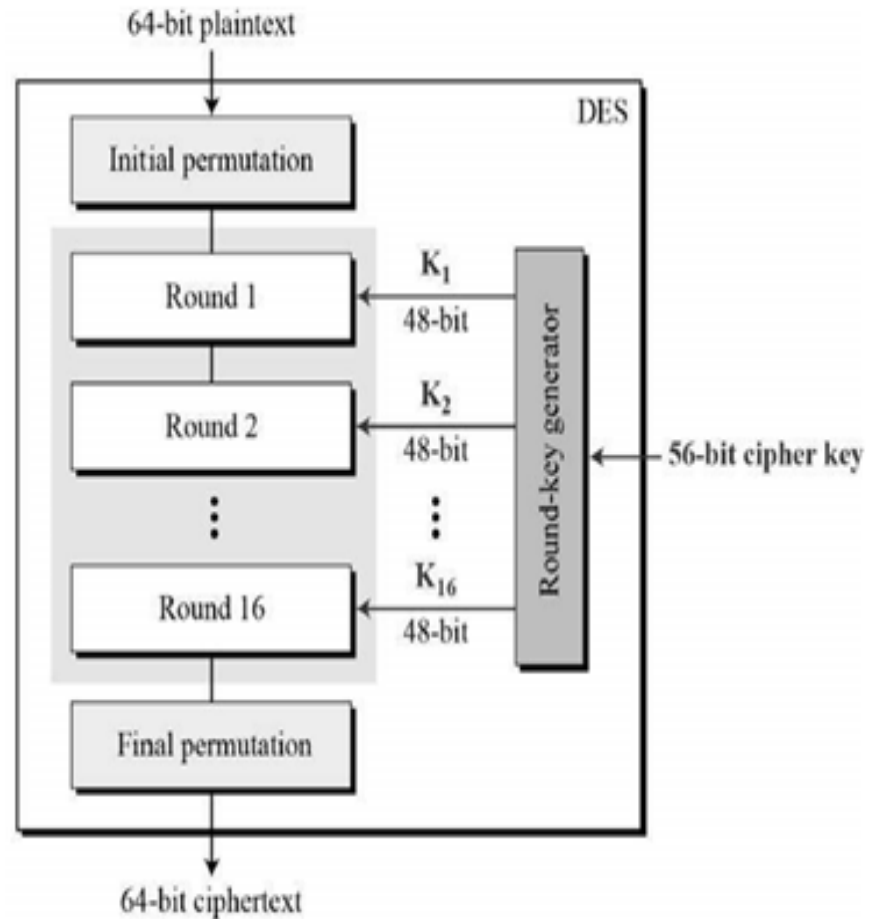 64-bit plaintext
DES
Initial permutation
K1
Round 1
48-bit
K2
Round 2
48-bit
Round-key generator
56-bit cipher key
K16
Round 16
48-bit
Final permutation
64-bit ciphertext